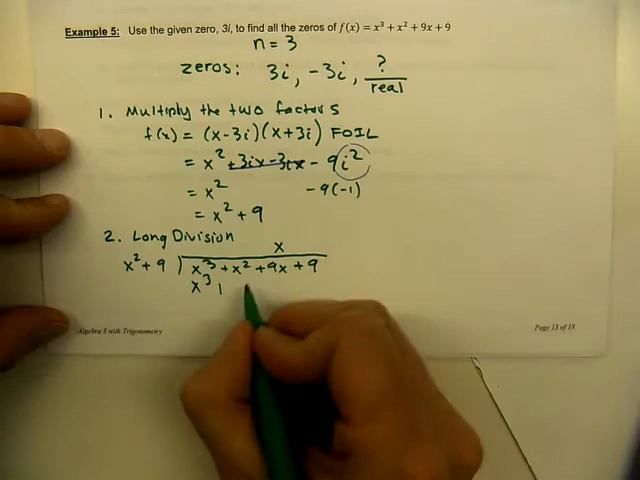 Example 5: Use the given zero, 3i, to find all the zeros of f(x) = x³ + x² + 9x + 9
n = 3
zeros: 3i, -3i, ?
real
1. Multiply the two factors
f(x) = (x-3i)(x+3i) FOIL
= x² +3ix -3ix - 9i²
= x² -9(-1)
= x² + 9
2. Long Division
x
x² + 9 ) x³ + x² + 9x + 9
x³
Algebra 3 with Trigonometry Page 13 of 18